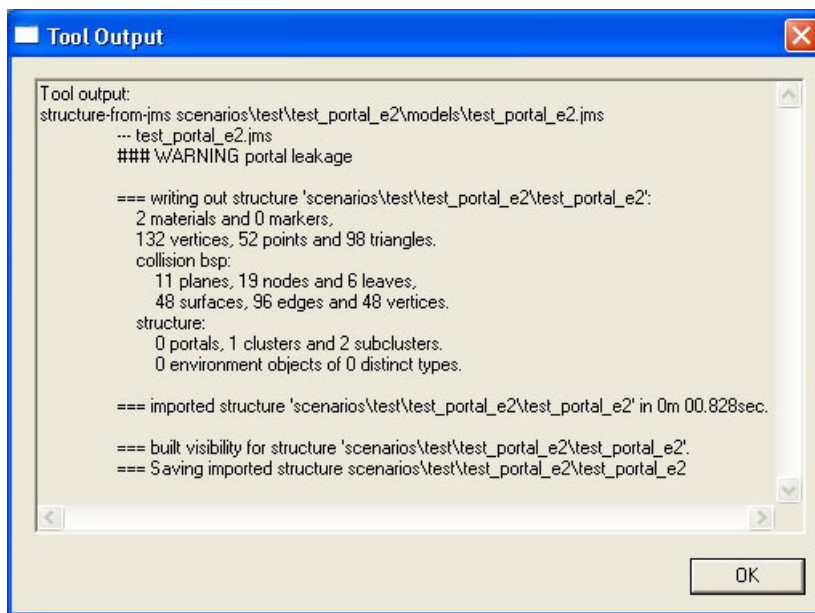 Tool Output
Tool output:
structure-from-jms scenarios\test\test_portal_e2\models\test_portal_e2.jms
--- test_portal_e2.jms
### WARNING portal leakage
=== writing out structure 'scenarios\test\test_portal_e2\test_portal_e2':
2 materials and 0 markers,
132 vertices, 52 points and 98 triangles.
collision bsp:
11 planes, 19 nodes and 6 leaves,
48 surfaces, 96 edges and 48 vertices.
structure:
0 portals, 1 clusters and 2 subclusters.
0 environment objects of 0 distinct types.
=== imported structure 'scenarios\test\test_portal_e2\test_portal_e2' in 0m 00.828sec.
=== built visibility for structure 'scenarios\test\test_portal_e2\test_portal_e2'.
=== Saving imported structure scenarios\test\test_portal_e2\test_portal_e2
OK